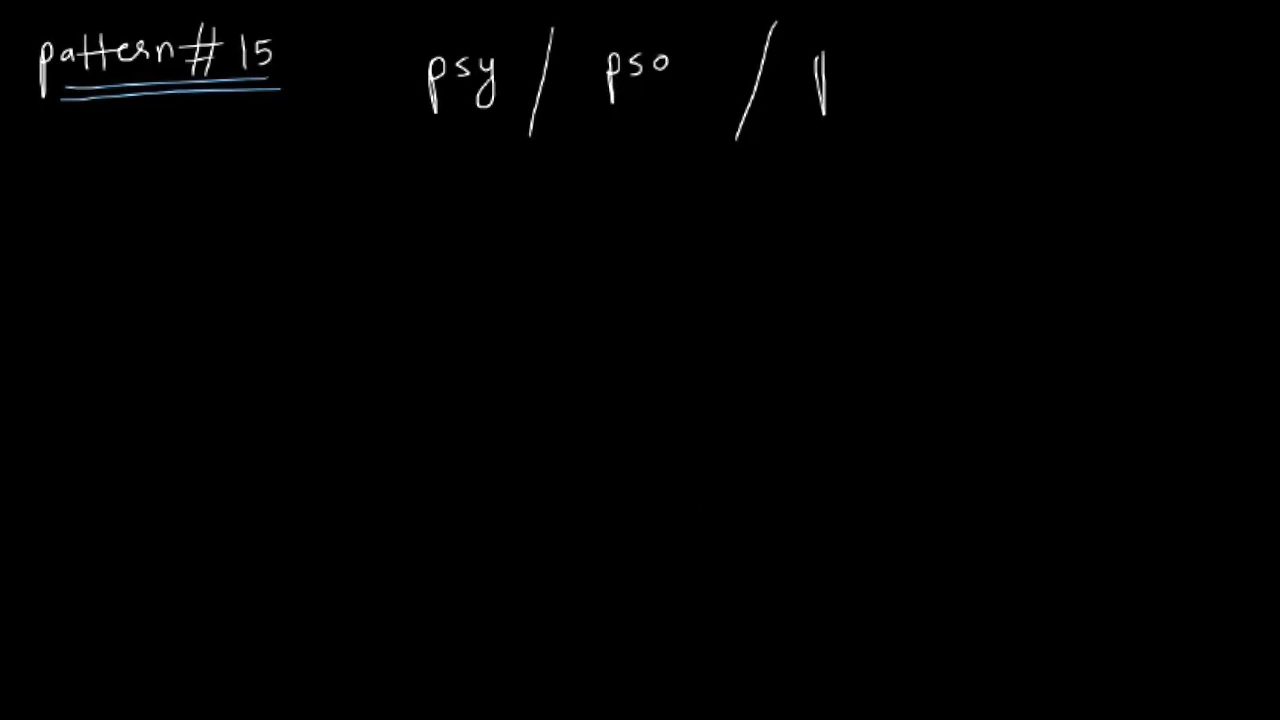 pattern # 15 psy / pso /